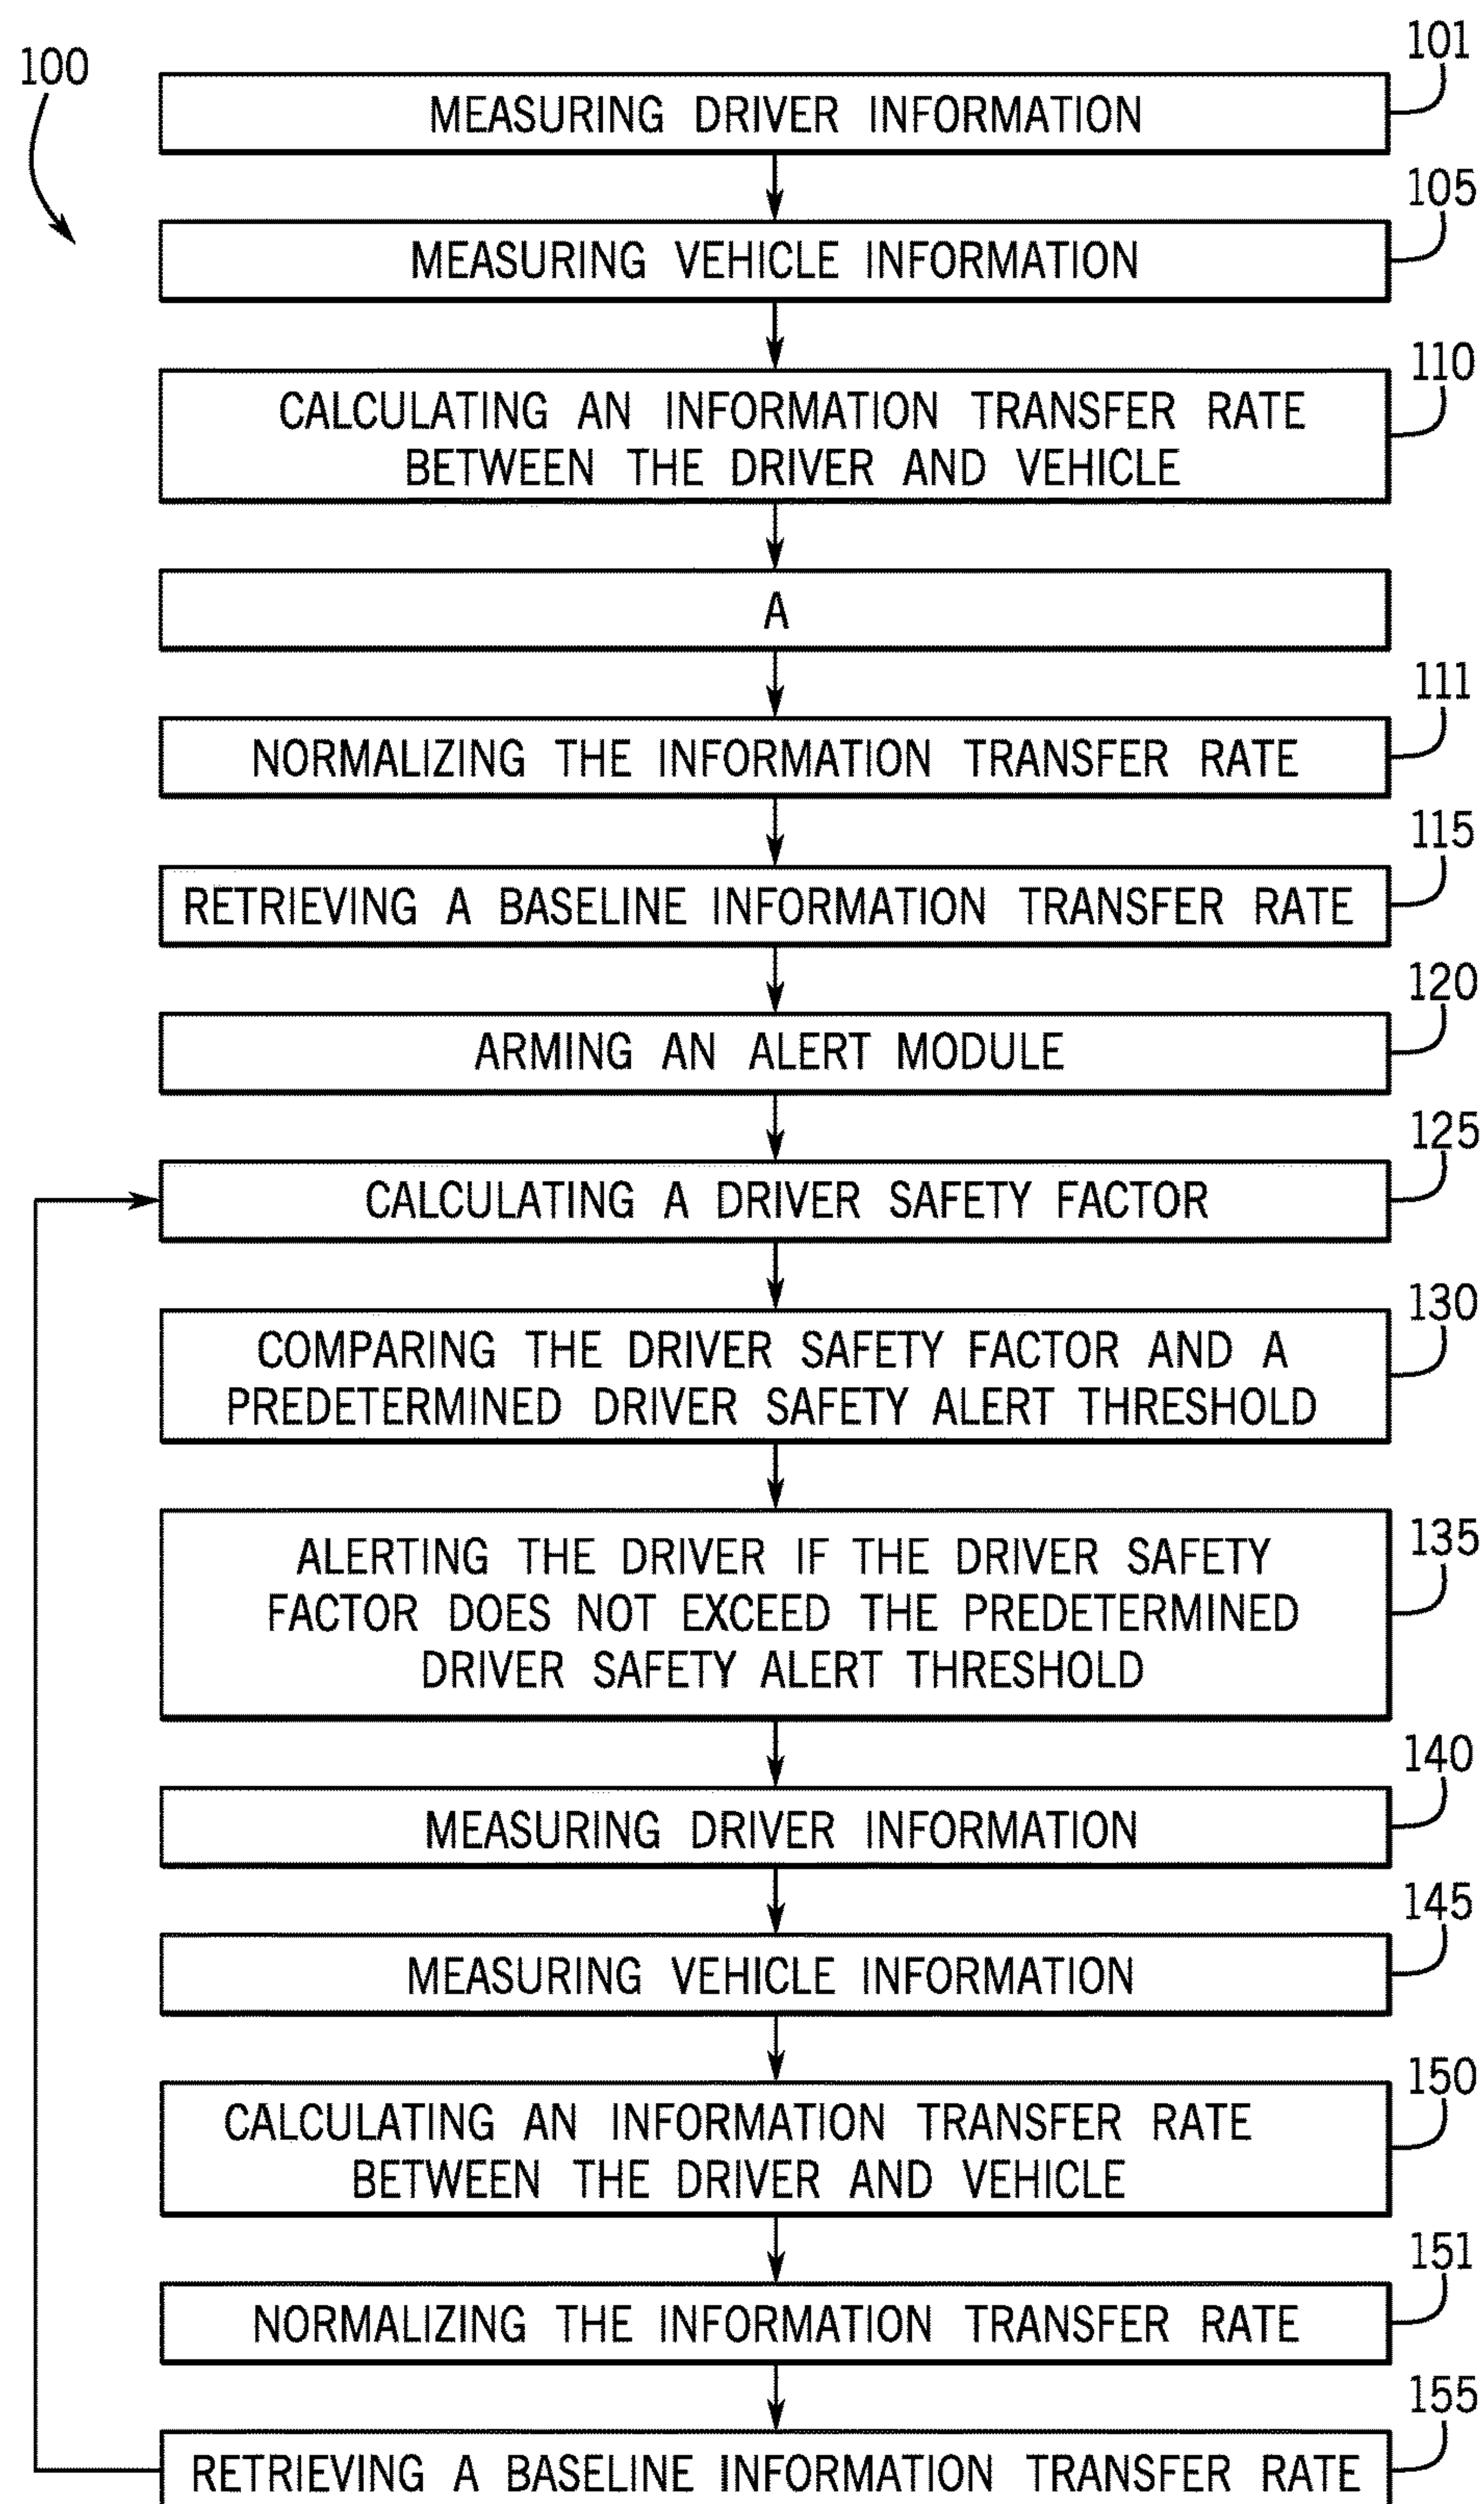 100
101
MEASURING DRIVER INFORMATION
105
MEASURING VEHICLE INFORMATION
110
CALCULATING AN INFORMATION TRANSFER RATE
BETWEEN THE DRIVER AND VEHICLE
A
111
NORMALIZING THE INFORMATION TRANSFER RATE
115
RETRIEVING A BASELINE INFORMATION TRANSFER RATE
120
ARMING AN ALERT MODULE
125
CALCULATING A DRIVER SAFETY FACTOR
130
COMPARING THE DRIVER SAFETY FACTOR AND A
PREDETERMINED DRIVER SAFETY ALERT THRESHOLD
135
ALERTING THE DRIVER IF THE DRIVER SAFETY
FACTOR DOES NOT EXCEED THE PREDETERMINED
DRIVER SAFETY ALERT THRESHOLD
140
MEASURING DRIVER INFORMATION
145
MEASURING VEHICLE INFORMATION
150
CALCULATING AN INFORMATION TRANSFER RATE
BETWEEN THE DRIVER AND VEHICLE
151
NORMALIZING THE INFORMATION TRANSFER RATE
155
RETRIEVING A BASELINE INFORMATION TRANSFER RATE